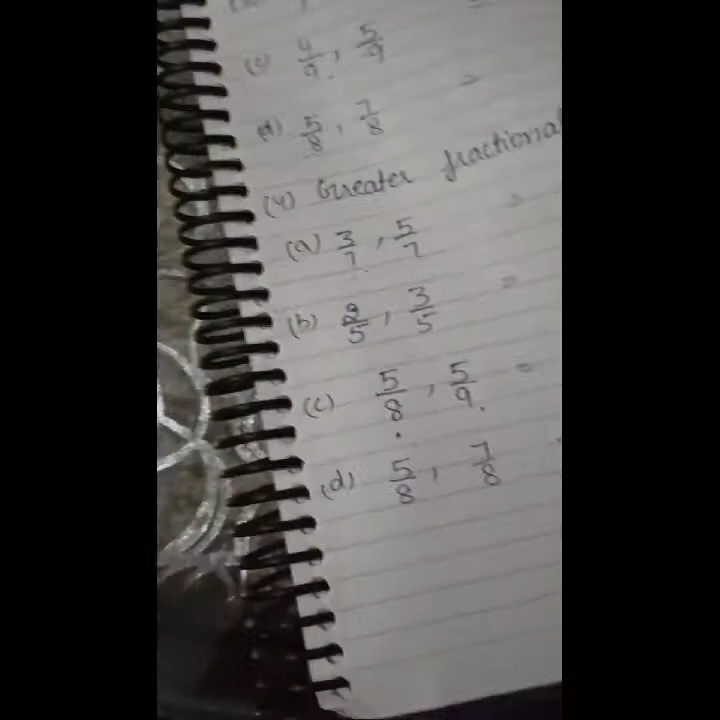 (c) 4/9, 5/9
(d) 5/8, 7/8 =
(4) Greater fractional
(a) 3/7, 5/7 =
(b) 2/5, 3/5 =
(c) 5/8, 5/9. =
(d) 5/8, 7/8